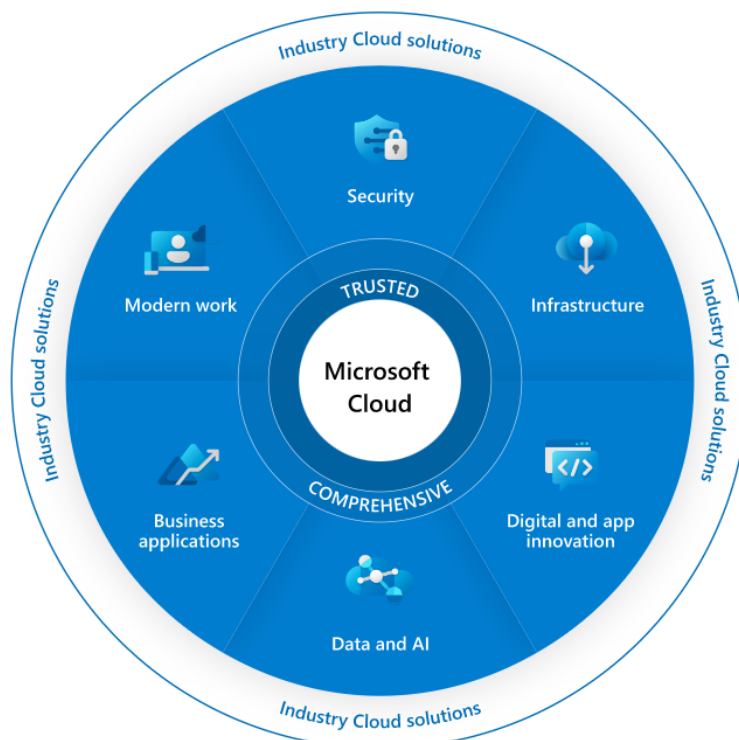 Industry Cloud solutions
Security
Modern work
Infrastructure
Industry Cloud solutions
Industry Cloud solutions
TRUSTED
Microsoft
Cloud
COMPREHENSIVE
Business
applications
Digital and app
innovation
Data and AI
Industry Cloud solutions